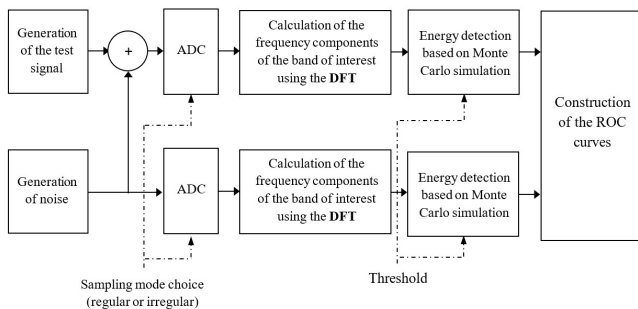 Generation
of the test
signal
+
ADC
Calculation of the
frequency components
of the band of interest
using the DFT
Energy detection
based on Monte
Carlo simulation
Construction
of the ROC
curves
Generation
of noise
ADC
Calculation of the
frequency components
of the band of interest
using the DFT
Energy detection
based on Monte
Carlo simulation
Sampling mode choice
(regular or irregular)
Threshold